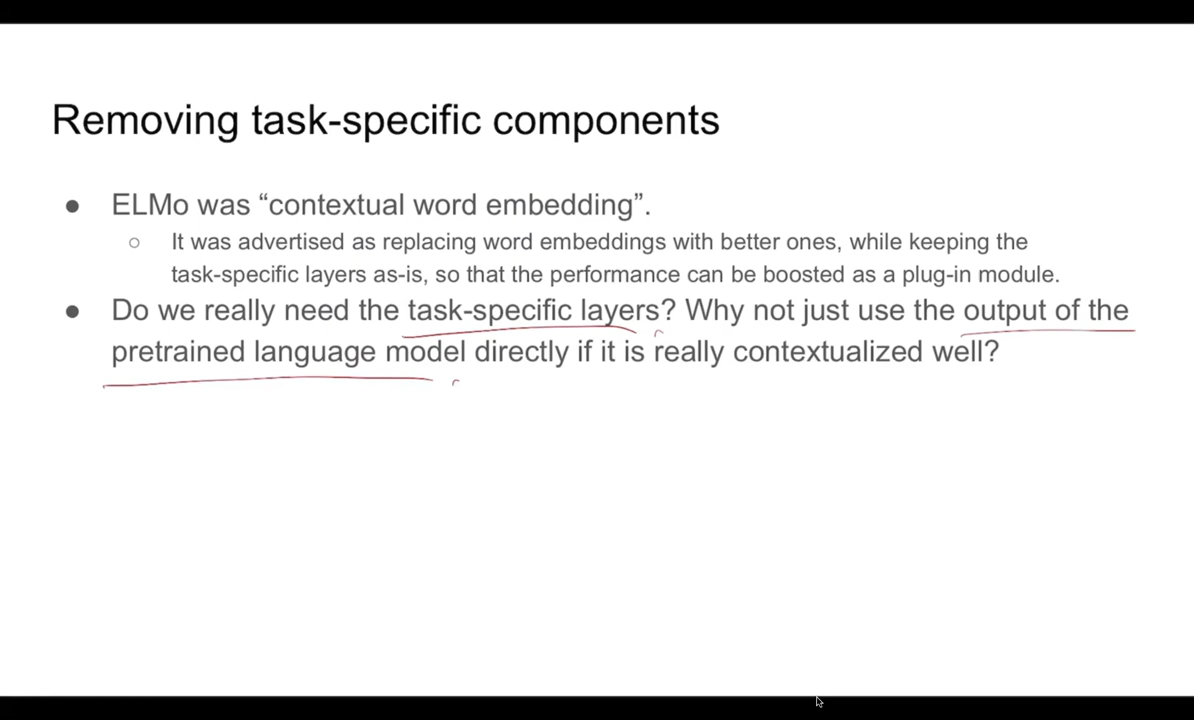 Removing task-specific components
● ELMo was “contextual word embedding”.
○ It was advertised as replacing word embeddings with better ones, while keeping the
task-specific layers as-is, so that the performance can be boosted as a plug-in module.
● Do we really need the task-specific layers? Why not just use the output of the
pretrained language model directly if it is really contextualized well?